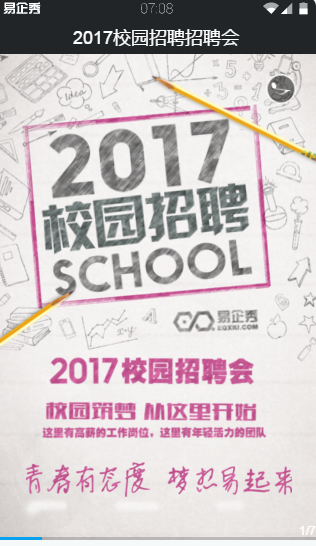 易企秀
07:08
2017校园招聘招聘会
Idea
2017
校园招聘
SCHOOL
易企秀
EQXIU.COM
2017校园招聘会
校园筑梦 从这里开始
这里有高薪的工作岗位，这里有年轻活力的团队
青春有态度 梦想易起来
1/7